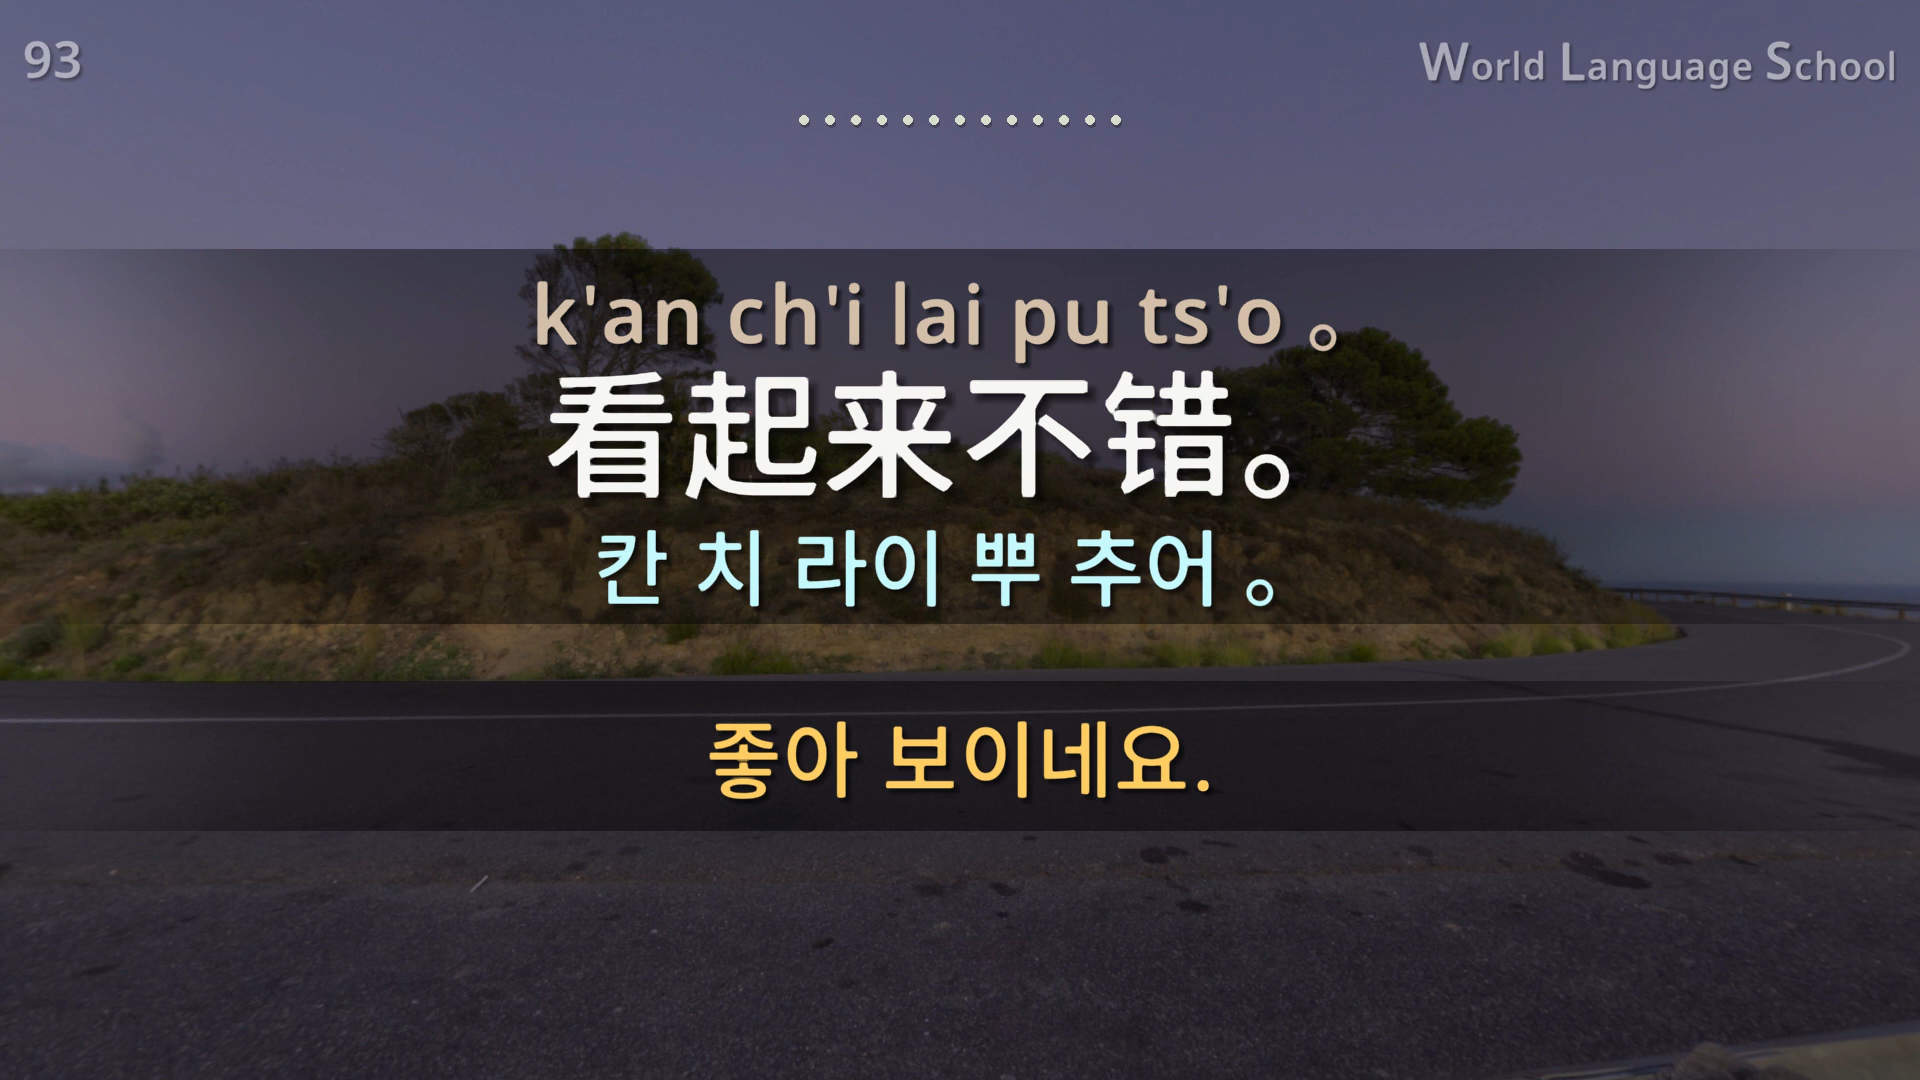 93
World Language School
k'an ch'i lai pu ts'o 。
看起来不错。
칸 치 라이 뿌 추어 。
좋아 보이네요.